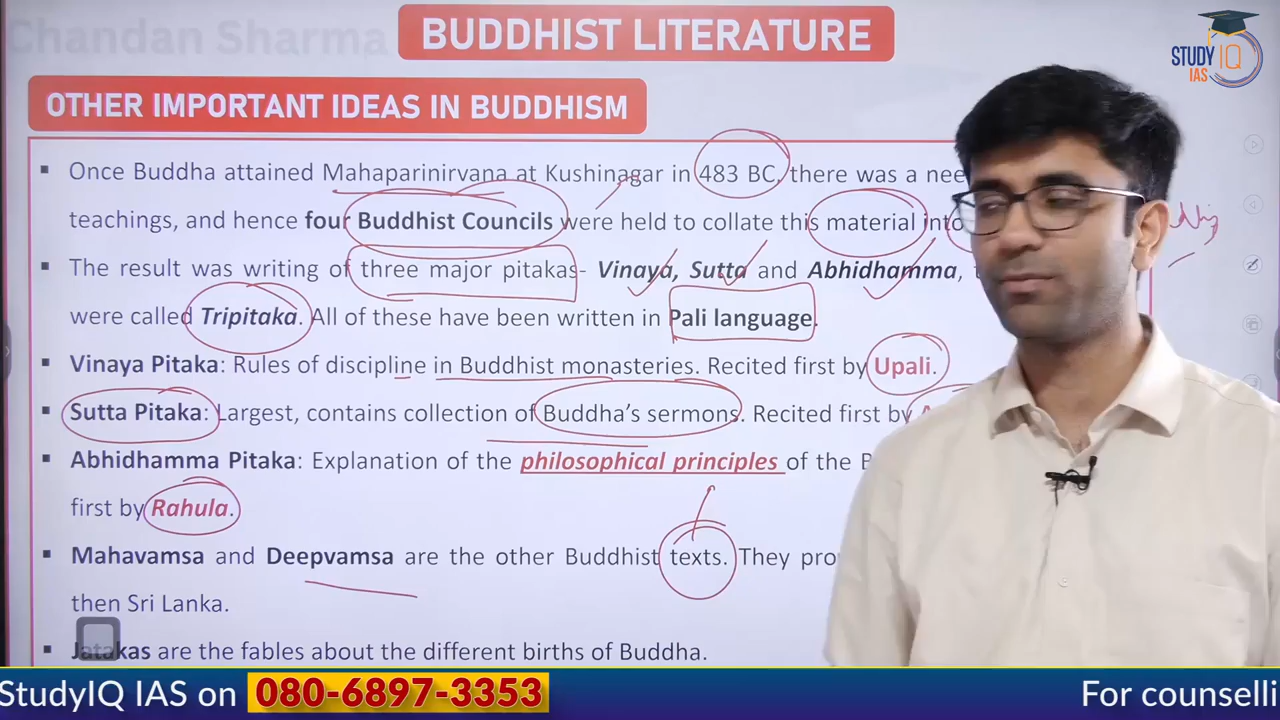 Chandan Sharma
BUDDHIST LITERATURE
STUDY IQ
IAS
OTHER IMPORTANT IDEAS IN BUDDHISM
▪ Once Buddha attained Mahaparinirvana at Kushinagar in 483 BC, there was a
teachings, and hence four Buddhist Councils were held to collate this material into
▪ The result was writing of three major pitakas- Vinaya, Sutta and Abhidhamma,
were called Tripitaka. All of these have been written in Pali language.
▪ Vinaya Pitaka: Rules of discipline in Buddhist monasteries. Recited first by Upali.
▪ Sutta Pitaka: Largest, contains collection of Buddha's sermons. Recited first by
▪ Abhidhamma Pitaka: Explanation of the philosophical principles of the
first by Rahula.
▪ Mahavamsa and Deepvamsa are the other Buddhist texts. They
then Sri Lanka.
▪ Jatakas are the fables about the different births of Buddha.
StudyIQ IAS on 080-6897-3353 For counselli